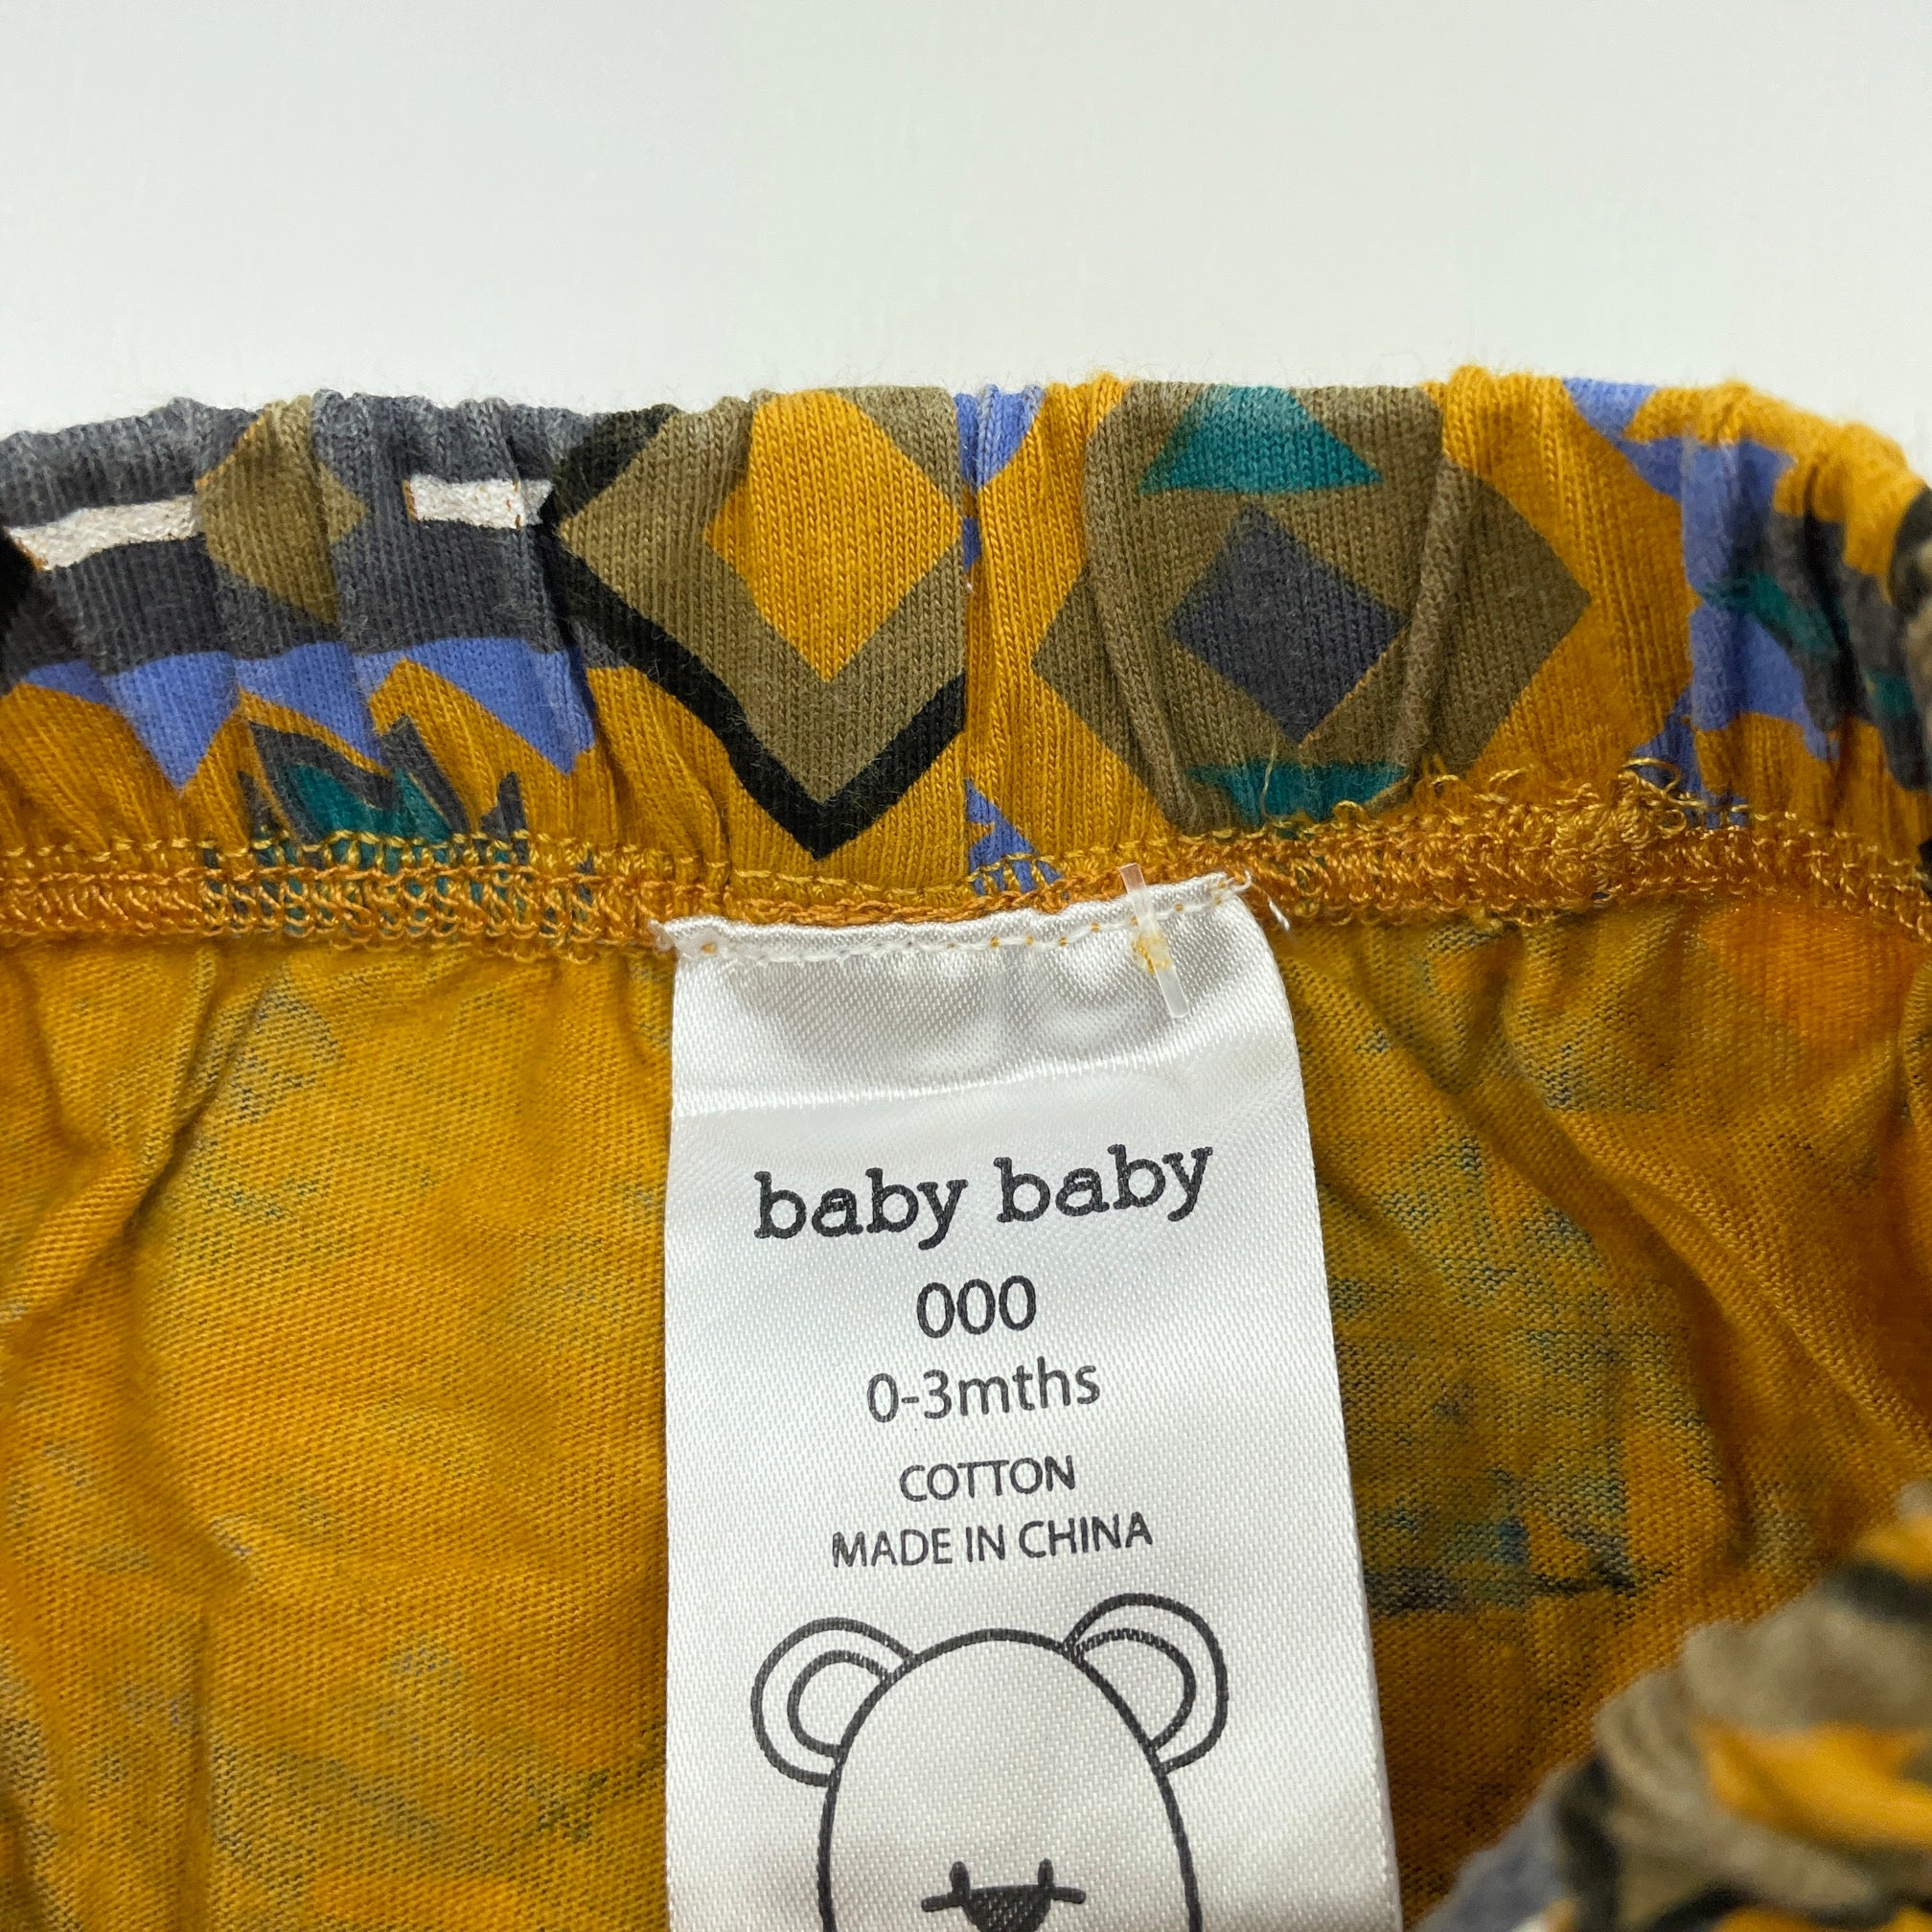 baby baby
000
0-3mths
COTTON
MADE IN CHINA